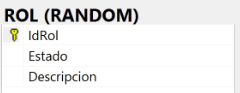 ROL (RANDOM)
IdRol
Estado
Descripcion